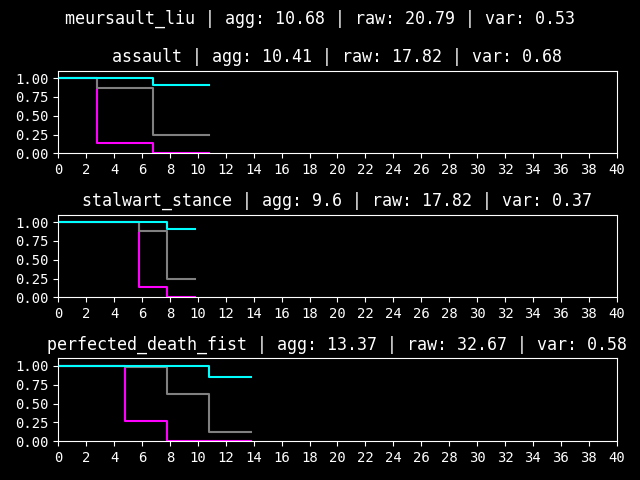 meursault_liu | agg: 10.68 | raw: 20.79 | var: 0.53
assault | agg: 10.41 | raw: 17.82 | var: 0.68
1.00
0.75
0.50
0.25
0.00
0 2 4 6 8 10 12 14 16 18 20 22 24 26 28 30 32 34 36 38 40
stalwart_stance | agg: 9.6 | raw: 17.82 | var: 0.37
1.00
0.75
0.50
0.25
0.00
0 2 4 6 8 10 12 14 16 18 20 22 24 26 28 30 32 34 36 38 40
perfected_death_fist | agg: 13.37 | raw: 32.67 | var: 0.58
1.00
0.75
0.50
0.25
0.00
0 2 4 6 8 10 12 14 16 18 20 22 24 26 28 30 32 34 36 38 40